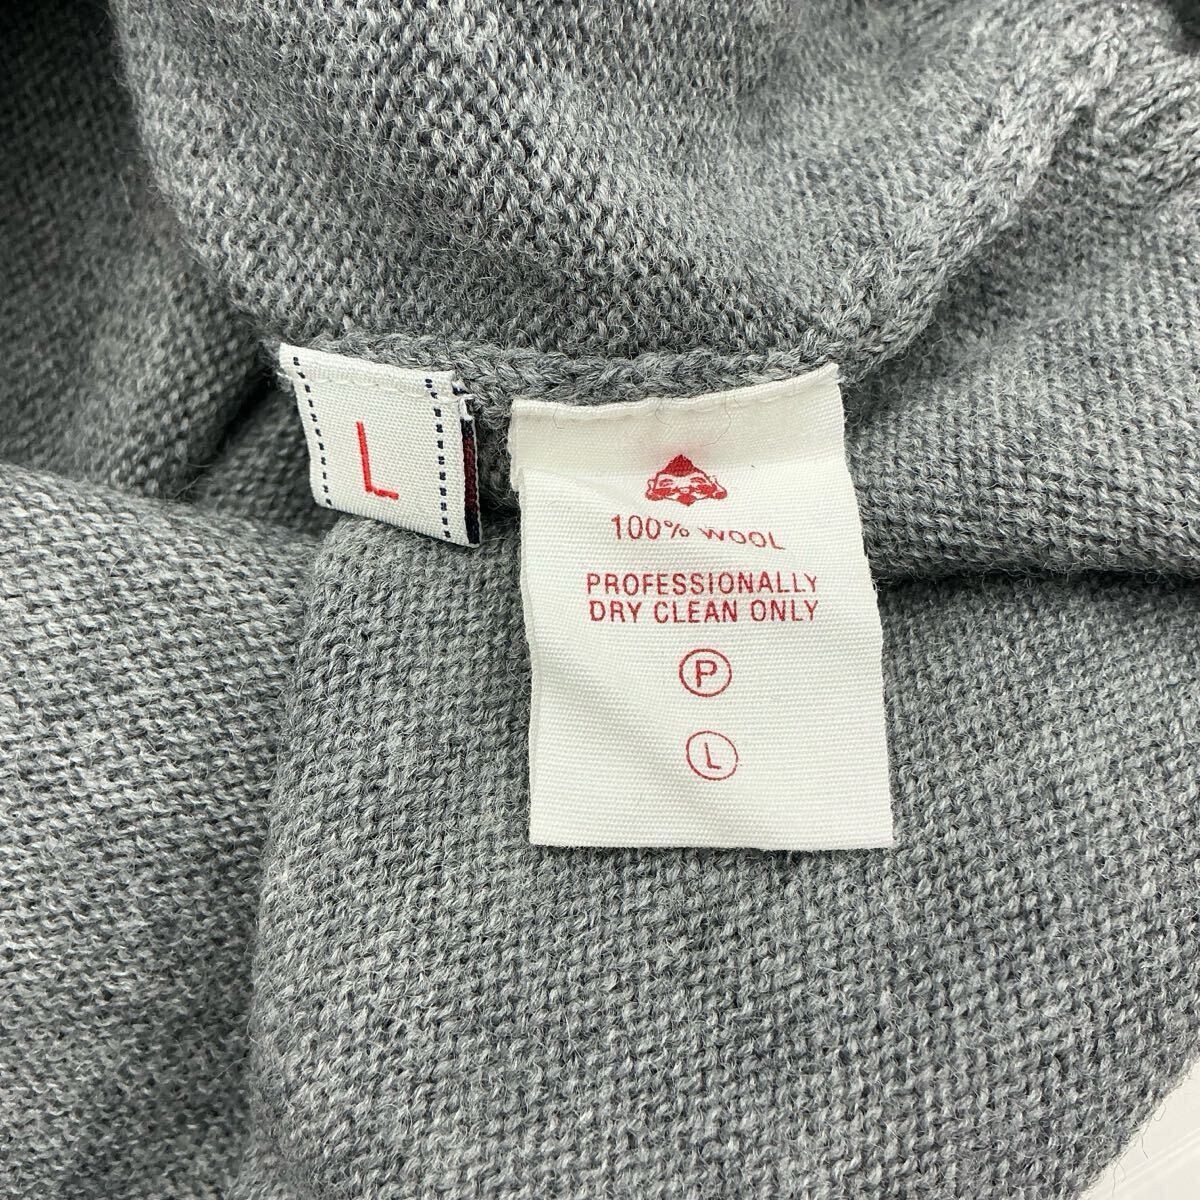 L
100% WOOL
PROFESSIONALLY
DRY CLEAN ONLY
P
L